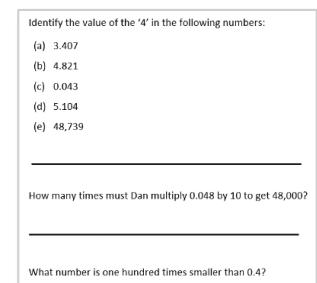 Identify the value of the '4' in the following numbers:
(a) 3.407
(b) 4.821
(c) 0.043
(d) 5.104
(e) 48,739
How many times must Dan multiply 0.048 by 10 to get 48,000?
What number is one hundred times smaller than 0.4?